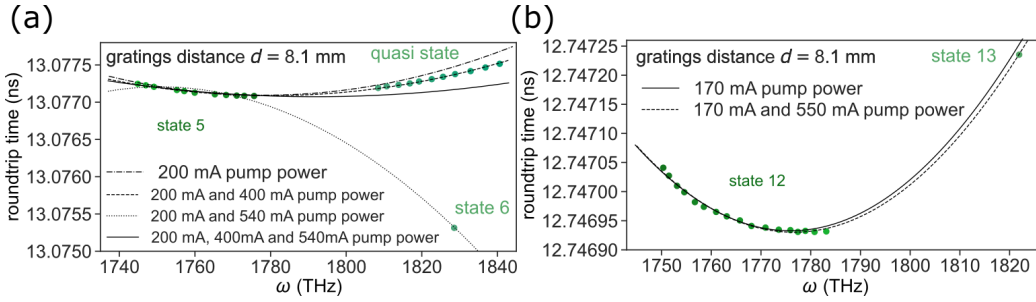 (a)
gratings distance d = 8.1 mm
quasi state
state 5
state 6
200 mA pump power
200 mA and 400 mA pump power
200 mA and 540 mA pump power
200 mA, 400mA and 540mA pump power
roundtrip time (ns)
13.0775
13.0770
13.0765
13.0760
13.0755
13.0750
1740
1760
1780
1800
1820
1840
ω (THz)
(b)
gratings distance d = 8.1 mm
state 13
170 mA pump power
170 mA and 550 mA pump power
state 12
roundtrip time (ns)
12.74725
12.74720
12.74715
12.74710
12.74705
12.74700
12.74695
12.74690
1750
1760
1770
1780
1790
1800
1810
1820
ω (THz)